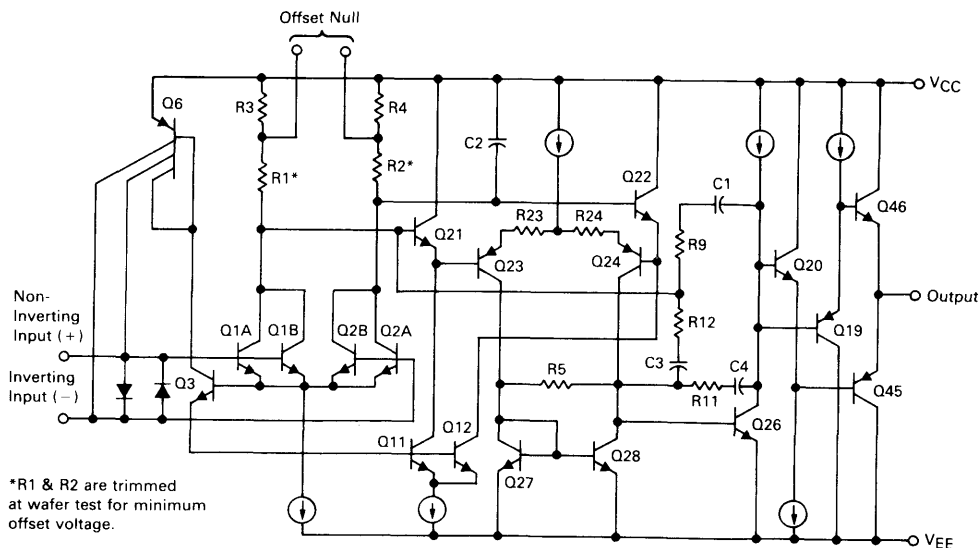 Offset Null
VCC
Q6
R3
R4
C2
R1*
R2*
Q22
C1
Q46
Q21
R23
R24
R9
Q23
Q24
Q20
Non-
Inverting
Input (+)
Output
Q1A
Q1B
Q2B
Q2A
R12
Q19
Inverting
Input (–)
Q3
R5
C3
C4
R11
Q45
Q11
Q12
Q26
Q28
Q27
*R1 & R2 are trimmed
at wafer test for minimum
offset voltage.
VEE